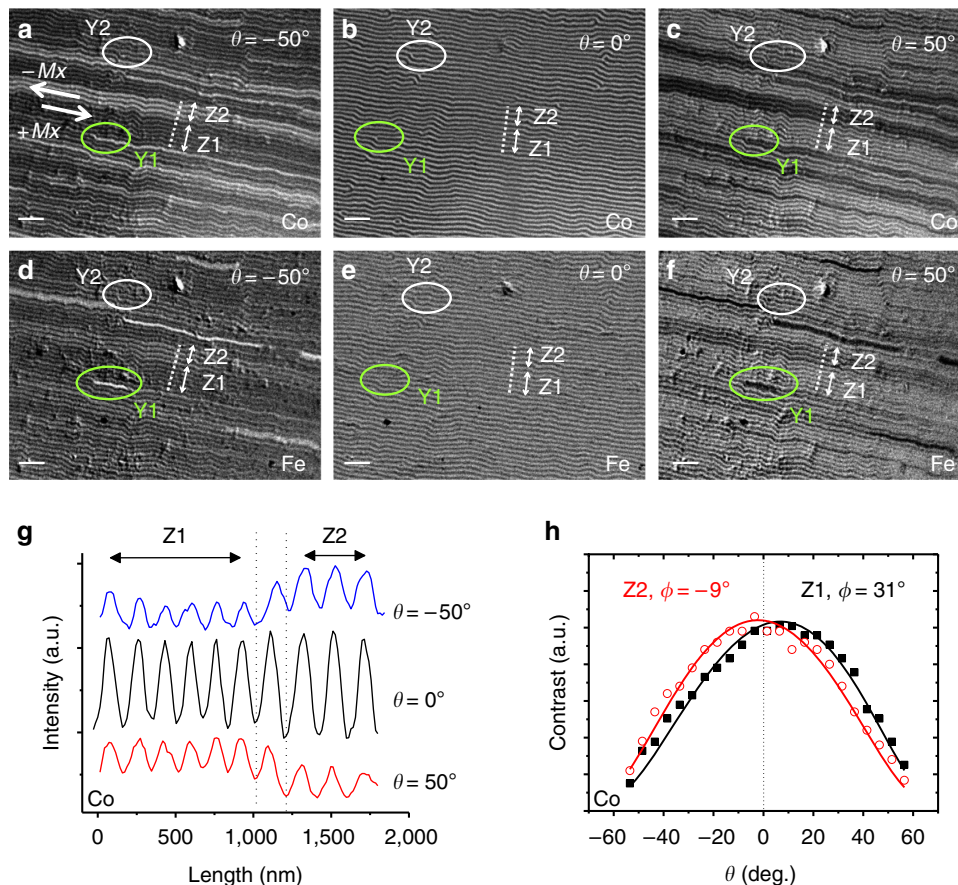 a
Y2
θ = −50°
−Mx
+Mx
Z2
Z1
Y1
Co
b
Y2
θ = 0°
Z2
Z1
Y1
Co
c
Y2
θ = 50°
Z2
Z1
Y1
Co
d
Y2
θ = −50°
Z2
Z1
Y1
Fe
e
Y2
θ = 0°
Z2
Z1
Y1
Fe
f
Y2
θ = 50°
Z2
Z1
Y1
Fe
g
Z1
Z2
θ = −50°
θ = 0°
θ = 50°
Intensity (a.u.)
Co
0
500
1,000
1,500
2,000
Length (nm)
h
Z2, ϕ = −9°
Z1, ϕ = 31°
Contrast (a.u.)
Co
−60
−40
−20
0
20
40
60
θ (deg.)